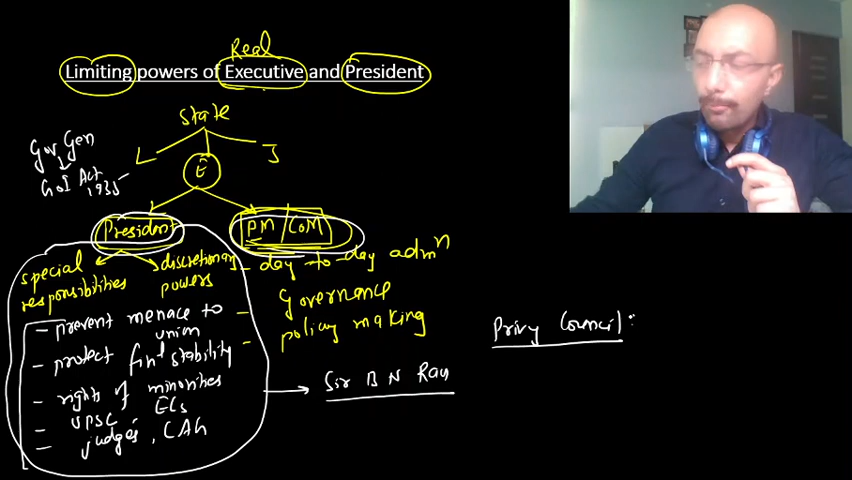 Real
Limiting powers of Executive and President
State
L
E
J
Gov Gen
GoI Act
1935
President
PM / CoM
special
responsibilities
discretionary
powers
- prevent menace to
union
- protect fin'l stability
- rights of minorities
- UPSC, ECs
- judges, CAG
- day-to-day admn
- governance
- policy making
Sir B N Rau
Privy Council: